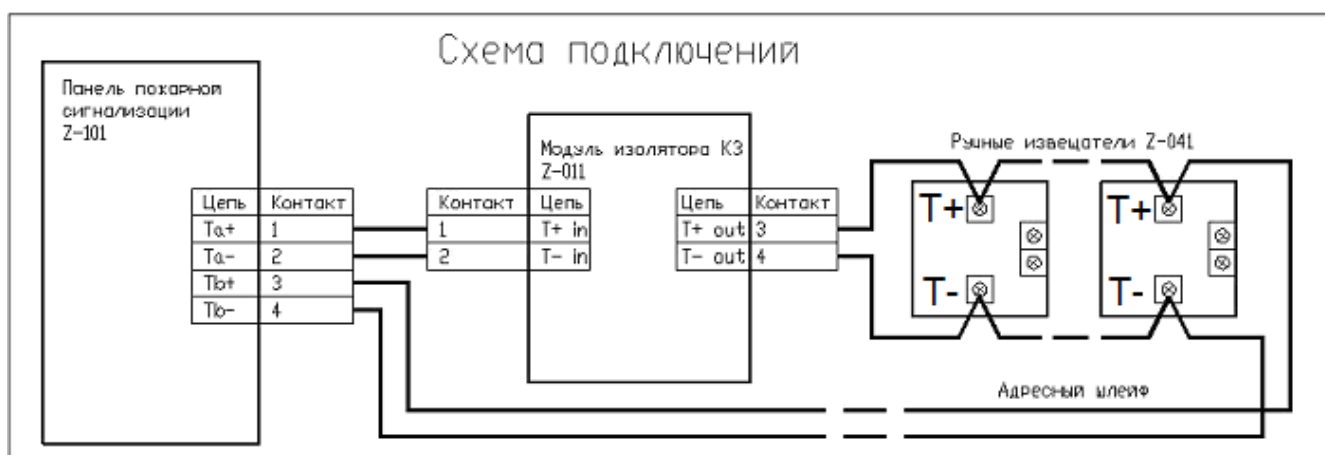 Схема подключений
Панель пожарной
сигнализации
Z-101
Модуль изолятора КЗ
Z-011
Ручные извещатели Z-041
Цепь Контакт
Ta+ 1
Ta- 2
Tb+ 3
Tb- 4
Контакт Цепь
1 T+ in
2 T- in
Цепь Контакт
T+ out 3
T- out 4
T+
T-
T+
T-
Адресный шлейф